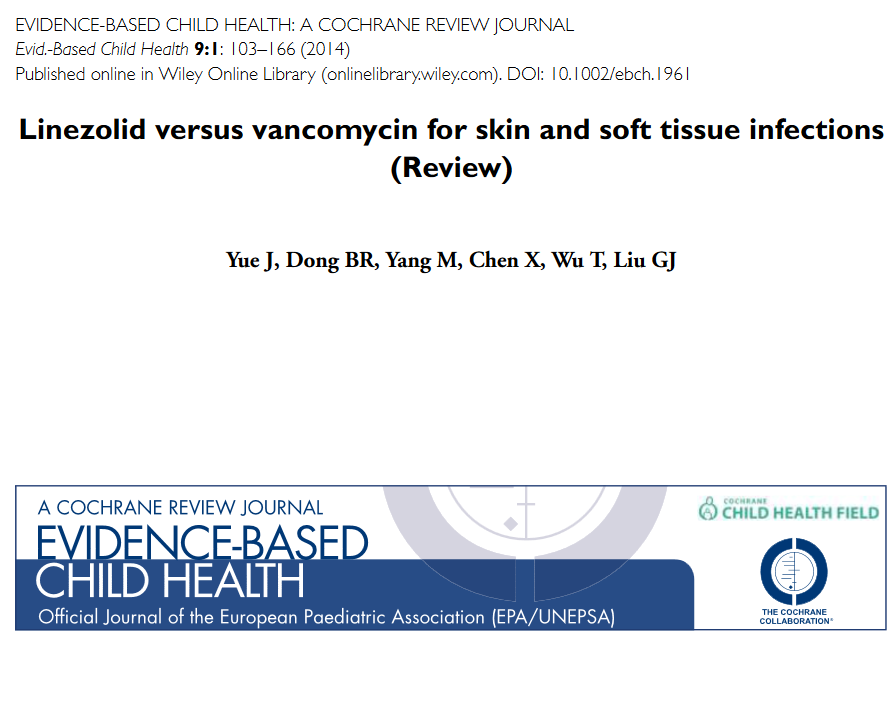 EVIDENCE-BASED CHILD HEALTH: A COCHRANE REVIEW JOURNAL
Evid.-Based Child Health 9:1: 103–166 (2014)
Published online in Wiley Online Library (onlinelibrary.wiley.com). DOI: 10.1002/ebch.1961
Linezolid versus vancomycin for skin and soft tissue infections
(Review)
Yue J, Dong BR, Yang M, Chen X, Wu T, Liu GJ
A COCHRANE REVIEW JOURNAL
EVIDENCE-BASED
CHILD HEALTH
Official Journal of the European Paediatric Association (EPA/UNEPSA)
COCHRANE
CHILD HEALTH FIELD
THE COCHRANE
COLLABORATION®